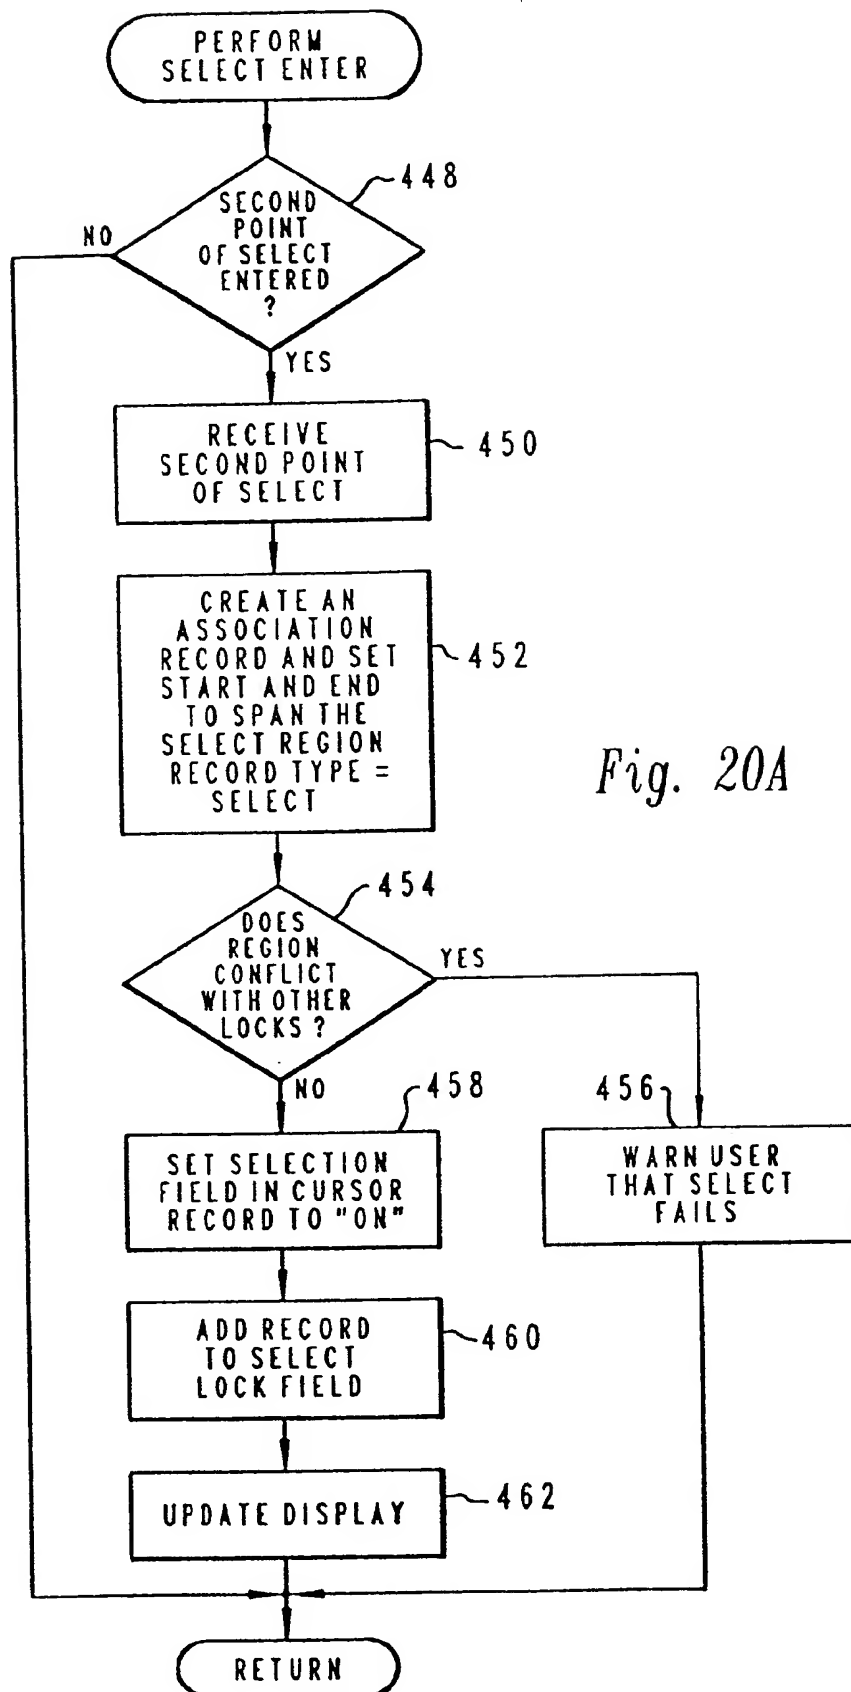 PERFORM
SELECT ENTER
448
SECOND
POINT
OF SELECT
ENTERED
?
NO
YES
RECEIVE
SECOND POINT
OF SELECT
450
CREATE AN
ASSOCIATION
RECORD AND SET
START AND END
TO SPAN THE
SELECT REGION
RECORD TYPE =
SELECT
452
Fig. 20A
454
DOES
REGION
CONFLICT
WITH OTHER
LOCKS ?
YES
NO
458
SET SELECTION
FIELD IN CURSOR
RECORD TO "ON"
456
WARN USER
THAT SELECT
FAILS
ADD RECORD
TO SELECT
LOCK FIELD
460
UPDATE DISPLAY
462
RETURN